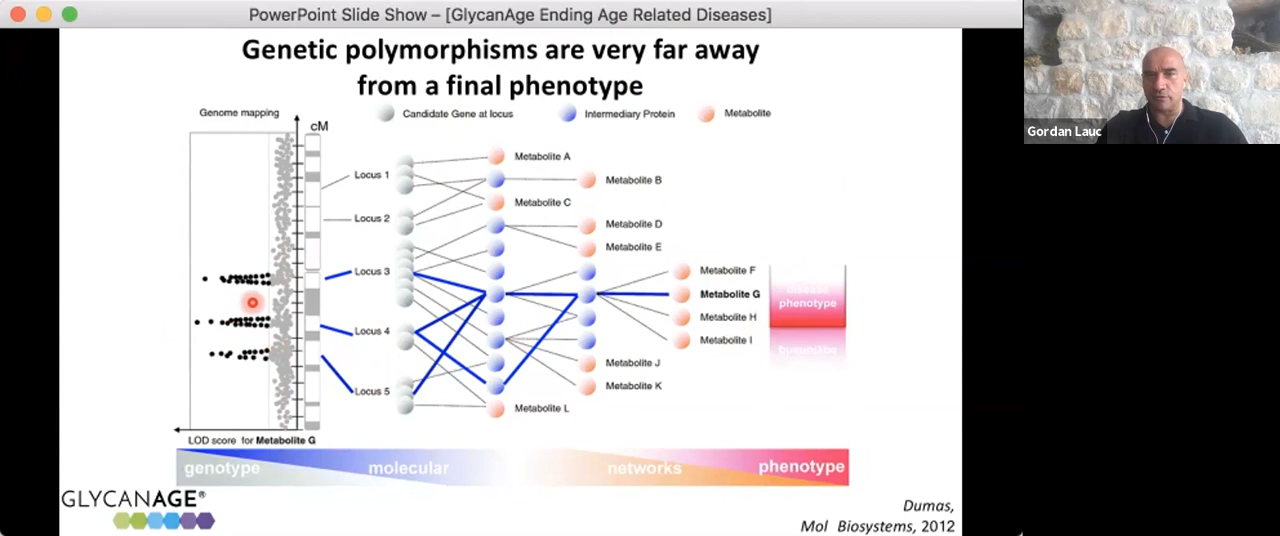 PowerPoint Slide Show – [GlycanAge Ending Age Related Diseases]
Genetic polymorphisms are very far away
from a final phenotype
Genome mapping
Candidate Gene at locus
Intermediary Protein
Metabolite
cM
Locus 1
Locus 2
Locus 3
Locus 4
Locus 5
Metabolite A
Metabolite B
Metabolite C
Metabolite D
Metabolite E
Metabolite F
Metabolite G
Metabolite H
Metabolite I
Metabolite J
Metabolite K
Metabolite L
disease
phenotype
LOD score for Metabolite G
genotype
molecular
networks
phenotype
GLYCANAGE®
Dumas,
Mol Biosystems, 2012
Gordan Lauc